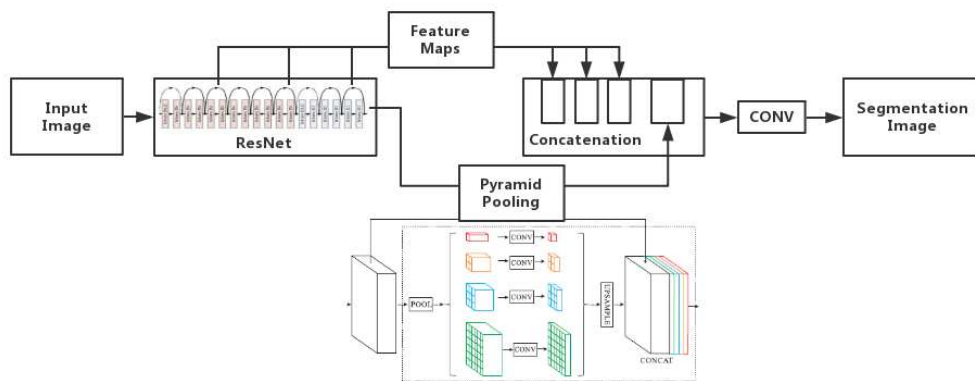 Feature
Maps
Input
Image
ResNet
Concatenation
CONV
Segmentation
Image
Pyramid
Pooling
POOL
CONV
CONV
CONV
CONV
UPSAMPLE
CONCAT